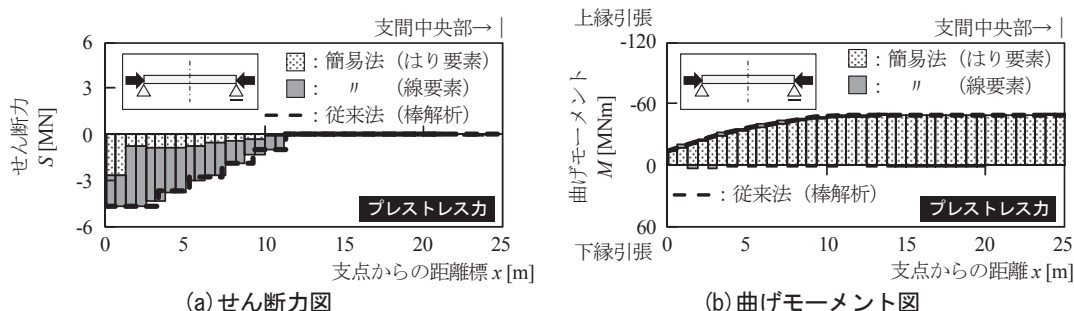 支間中央部→
6
3
0
-3
-6
せん断力
S [MN]
：簡易法（はり要素）
：　〃　（線要素）
：従来法（棒解析）
プレストレス力
0
5
10
15
20
25
支点からの距離標 x [m]
(a) せん断力図
上縁引張
支間中央部→
-120
-60
0
60
曲げモーメント
M [MNm]
：簡易法（はり要素）
：　〃　（線要素）
：従来法（棒解析）
プレストレス力
下縁引張
0
5
10
15
20
25
支点からの距離 x [m]
(b) 曲げモーメント図